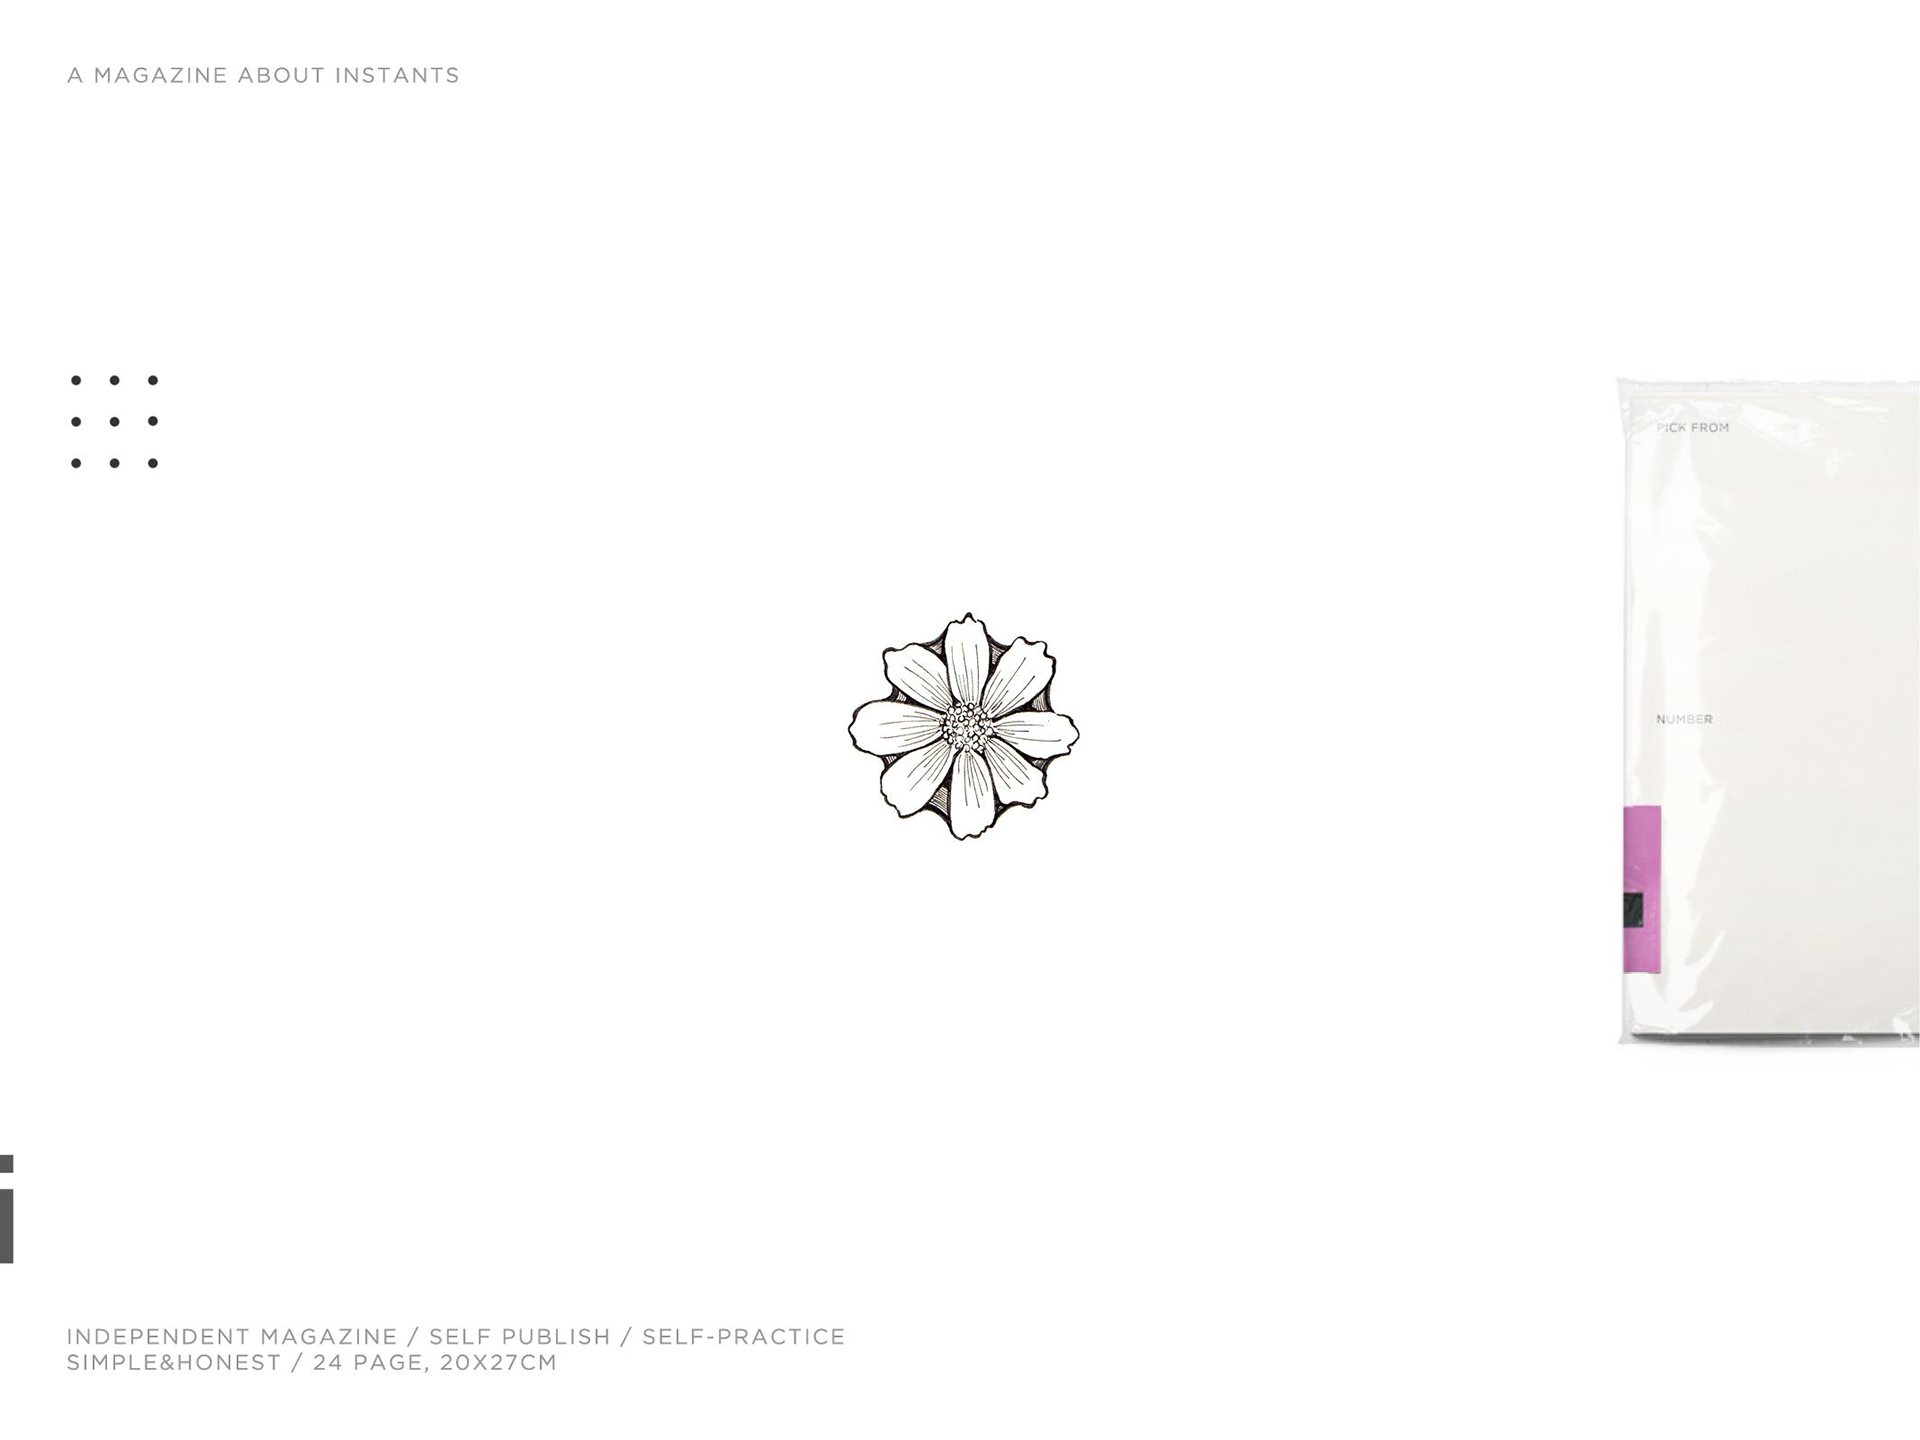 A MAGAZINE ABOUT INSTANTS
PICK FROM
NUMBER
i
INDEPENDENT MAGAZINE / SELF PUBLISH / SELF-PRACTICE
SIMPLE&HONEST / 24 PAGE, 20X27CM